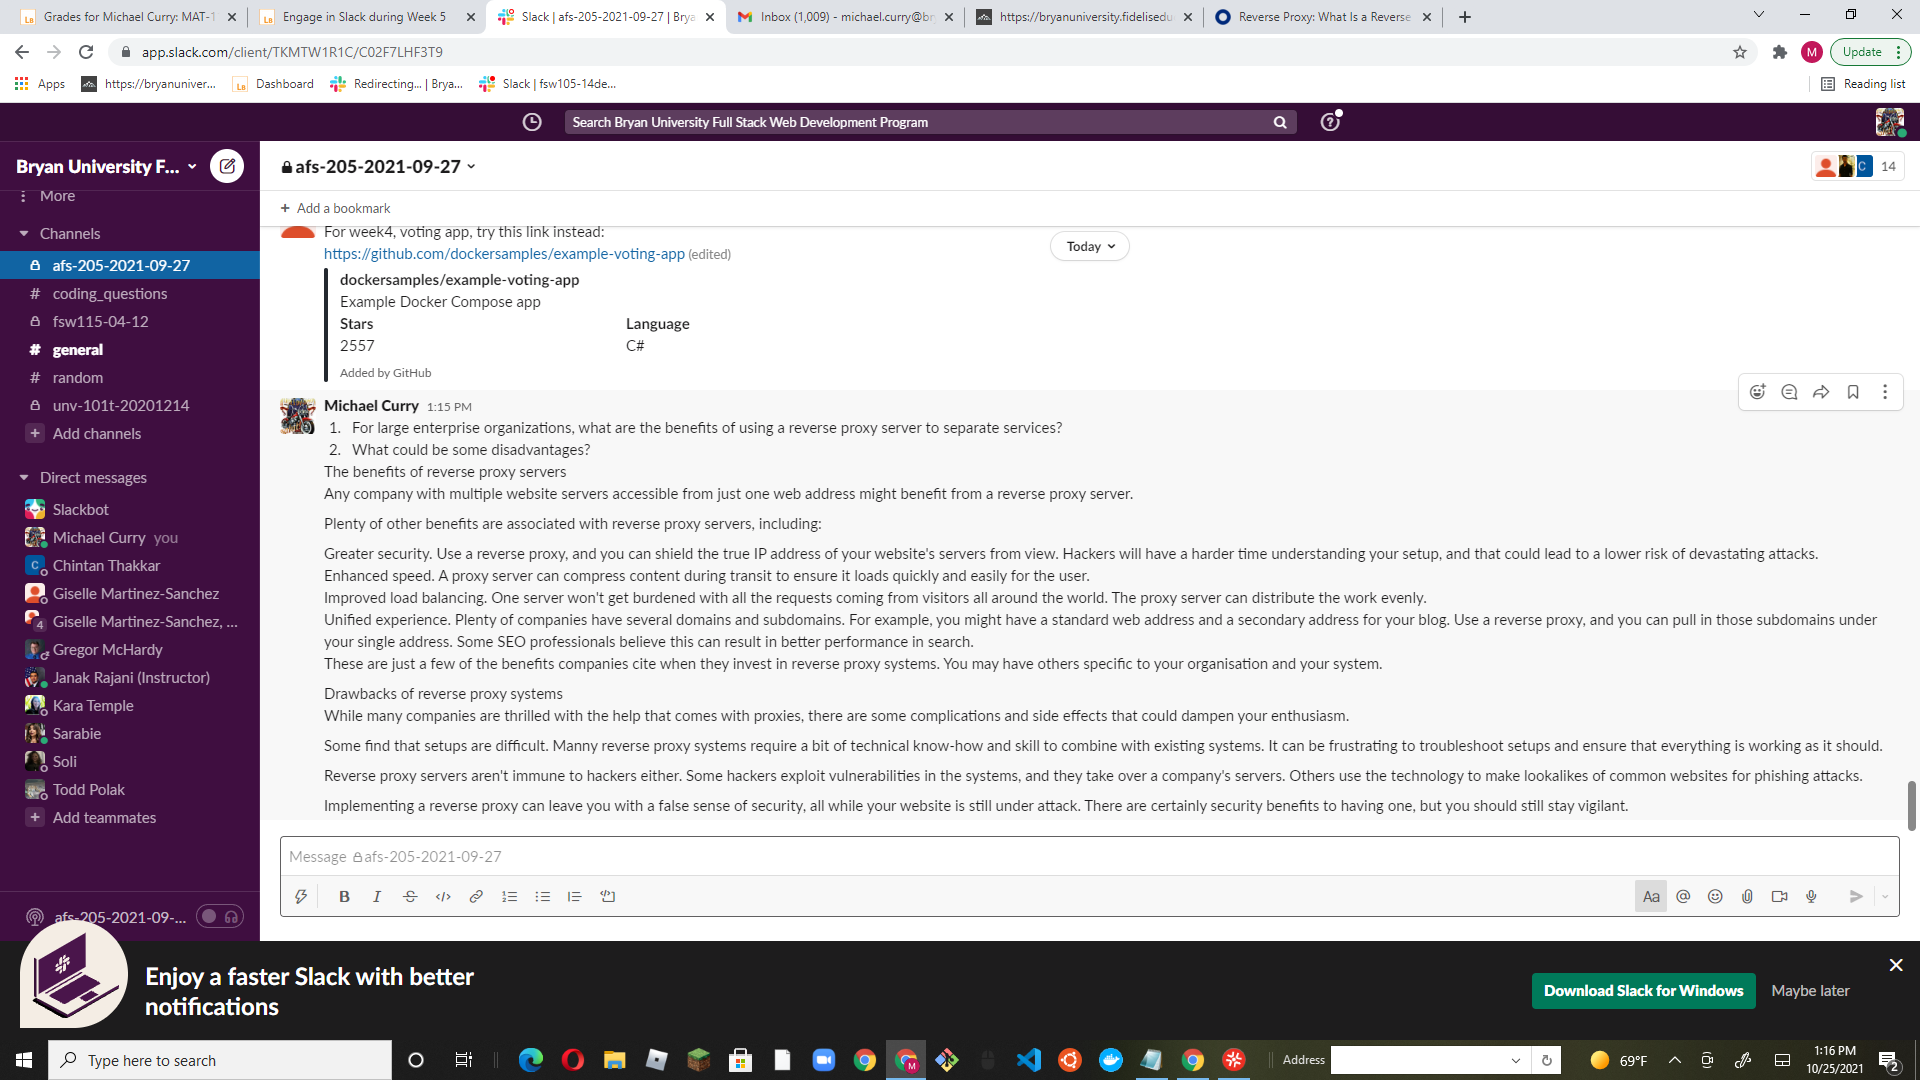 Grades for Michael Curry: MAT-1
Engage in Slack during Week 5
Slack | afs-205-2021-09-27 | Brya
Inbox (1,009) - michael.curry@br
https://bryanuniversity.fidelisedu
Reverse Proxy: What Is a Reverse
app.slack.com/client/TKMTW1R1C/C02F7LHF3T9
M
Update
Apps
https://bryanuniver...
Dashboard
Redirecting... | Brya...
Slack | fsw105-14de...
Reading list
Search Bryan University Full Stack Web Development Program
Bryan University F...
More
Channels
afs-205-2021-09-27
# coding_questions
fsw115-04-12
# general
# random
unv-101t-20201214
+ Add channels
Direct messages
Slackbot
Michael Curry you
C Chintan Thakkar
Giselle Martinez-Sanchez
4 Giselle Martinez-Sanchez, ...
Gregor McHardy
Janak Rajani (Instructor)
Kara Temple
Sarabie
Soli
Todd Polak
+ Add teammates
afs-205-2021-09-...
afs-205-2021-09-27
C 14
+ Add a bookmark
Today
For week4, voting app, try this link instead:
https://github.com/dockersamples/example-voting-app (edited)
dockersamples/example-voting-app
Example Docker Compose app
Stars Language
2557 C#
Added by GitHub
Michael Curry 1:15 PM
1. For large enterprise organizations, what are the benefits of using a reverse proxy server to separate services?
2. What could be some disadvantages?
The benefits of reverse proxy servers
Any company with multiple website servers accessible from just one web address might benefit from a reverse proxy server.
Plenty of other benefits are associated with reverse proxy servers, including:
Greater security. Use a reverse proxy, and you can shield the true IP address of your website's servers from view. Hackers will have a harder time understanding your setup, and that could lead to a lower risk of devastating attacks.
Enhanced speed. A proxy server can compress content during transit to ensure it loads quickly and easily for the user.
Improved load balancing. One server won't get burdened with all the requests coming from visitors all around the world. The proxy server can distribute the work evenly.
Unified experience. Plenty of companies have several domains and subdomains. For example, you might have a standard web address and a secondary address for your blog. Use a reverse proxy, and you can pull in those subdomains under
your single address. Some SEO professionals believe this can result in better performance in search.
These are just a few of the benefits companies cite when they invest in reverse proxy systems. You may have others specific to your organisation and your system.
Drawbacks of reverse proxy systems
While many companies are thrilled with the help that comes with proxies, there are some complications and side effects that could dampen your enthusiasm.
Some find that setups are difficult. Manny reverse proxy systems require a bit of technical know-how and skill to combine with existing systems. It can be frustrating to troubleshoot setups and ensure that everything is working as it should.
Reverse proxy servers aren't immune to hackers either. Some hackers exploit vulnerabilities in the systems, and they take over a company's servers. Others use the technology to make lookalikes of common websites for phishing attacks.
Implementing a reverse proxy can leave you with a false sense of security, all while your website is still under attack. There are certainly security benefits to having one, but you should still stay vigilant.
Message afs-205-2021-09-27
B I Aa
Enjoy a faster Slack with better
notifications
Download Slack for Windows
Maybe later
Type here to search
Address
69°F
1:16 PM
10/25/2021
2